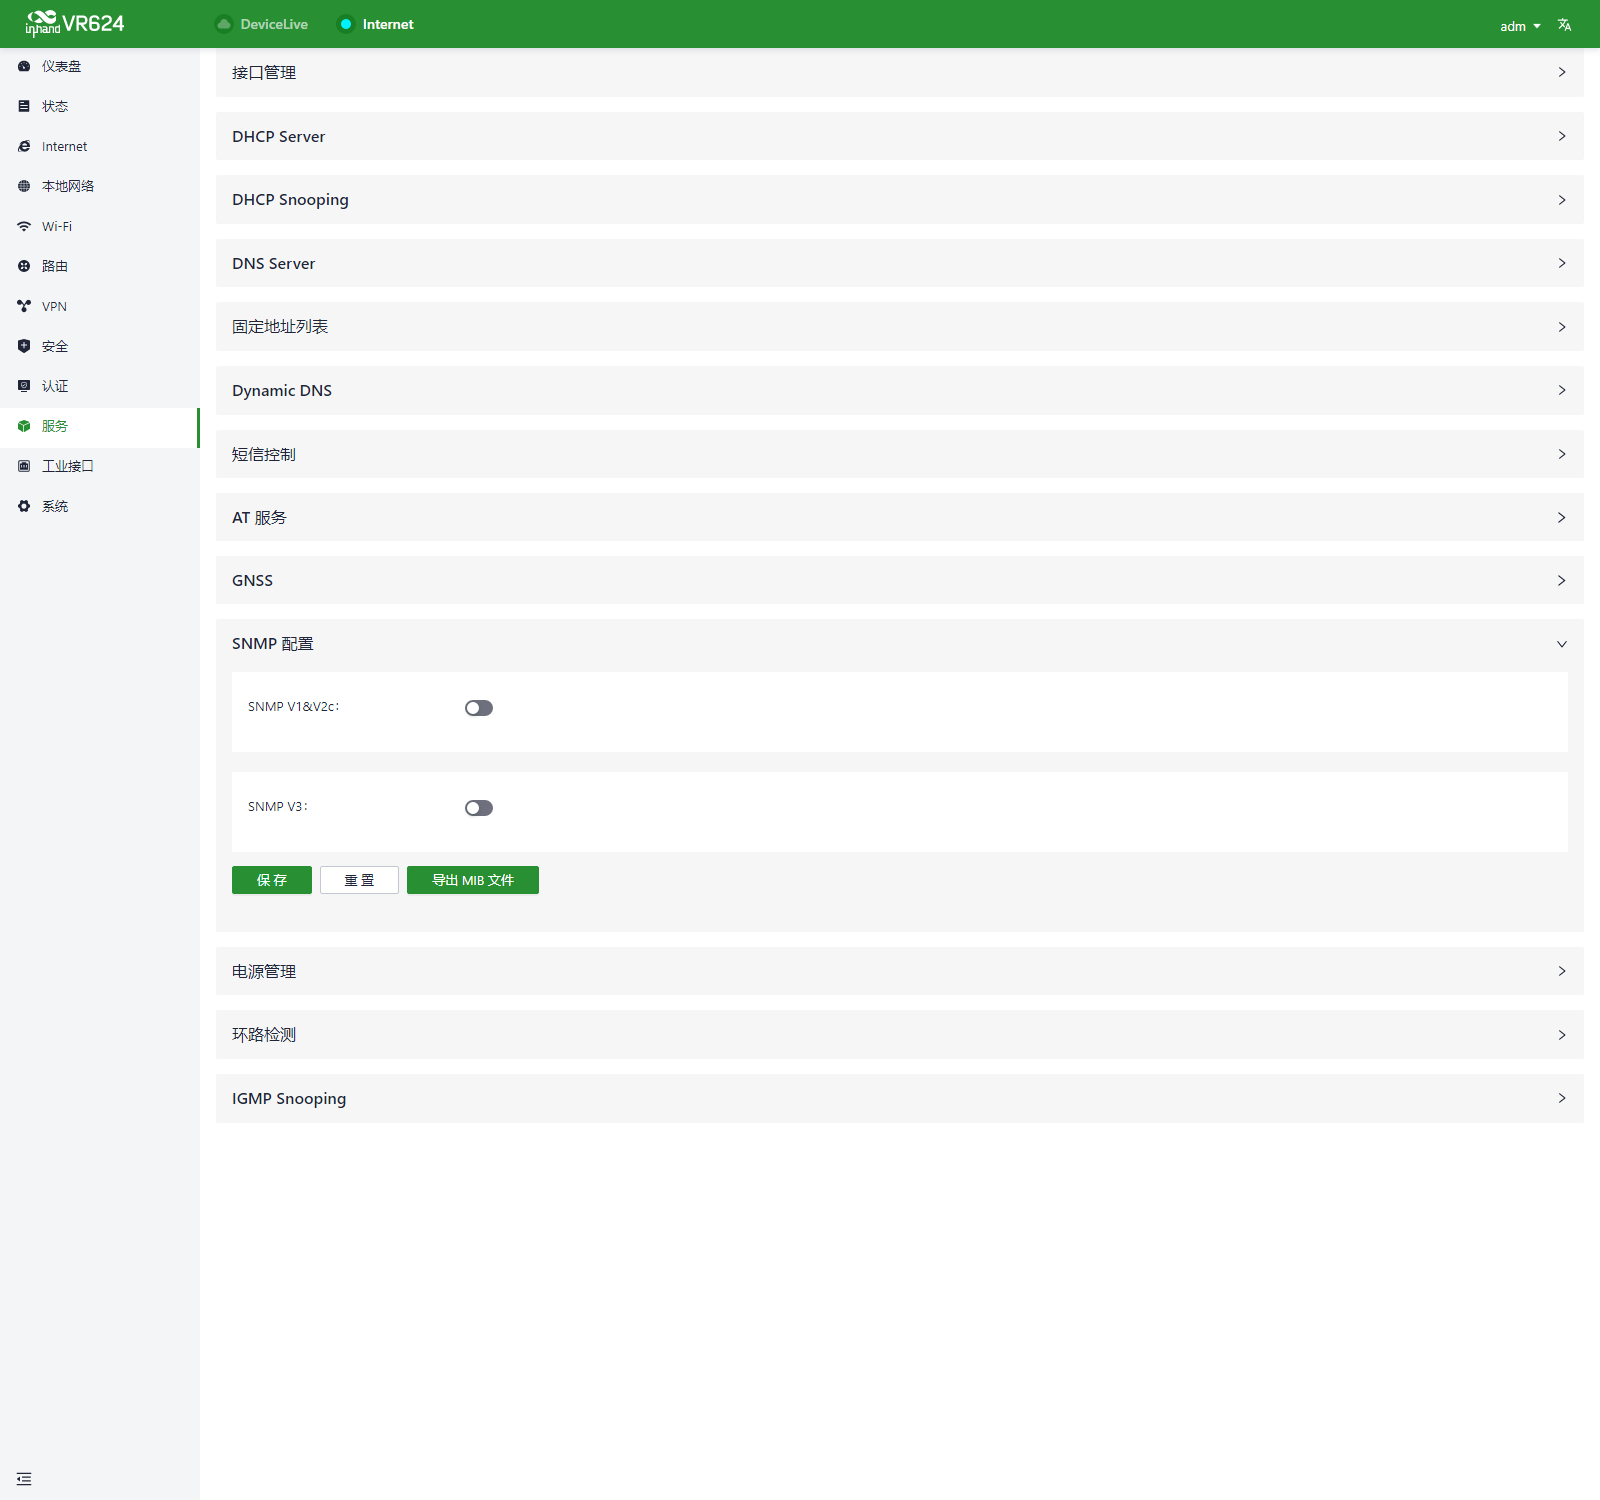 inhand VR624
DeviceLive
Internet
adm
仪表盘
状态
Internet
本地网络
Wi-Fi
路由
VPN
安全
认证
服务
工业接口
系统
接口管理
DHCP Server
DHCP Snooping
DNS Server
固定地址列表
Dynamic DNS
短信控制
AT 服务
GNSS
SNMP 配置
SNMP V1&V2c：
SNMP V3：
保 存
重 置
导出 MIB 文件
电源管理
环路检测
IGMP Snooping